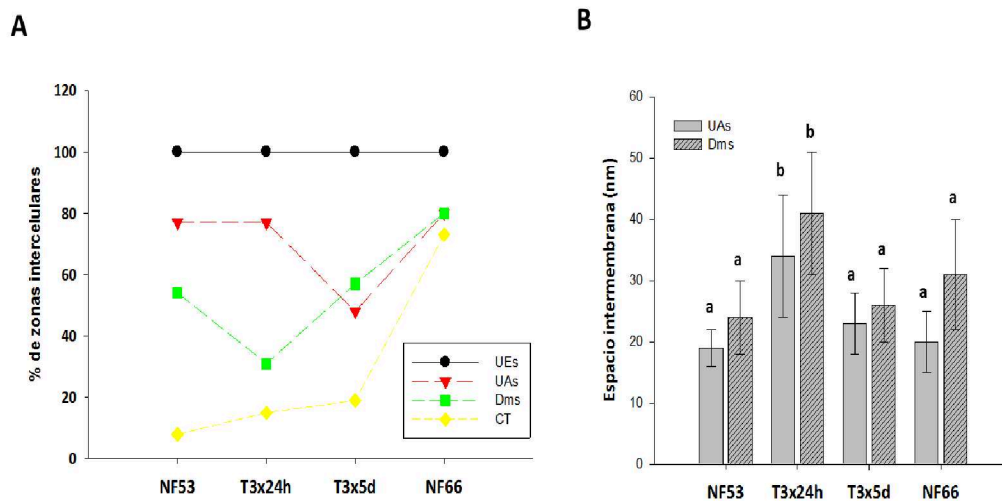 A
% de zonas intercelulares
120
100
80
60
40
20
0
UEs
UAs
Dms
CT
NF53 T3x24h T3x5d NF66
B
Espacio intermembrana (nm)
60
50
40
30
20
10
0
UAs
Dms
a a b b a a a a
NF53 T3x24h T3x5d NF66